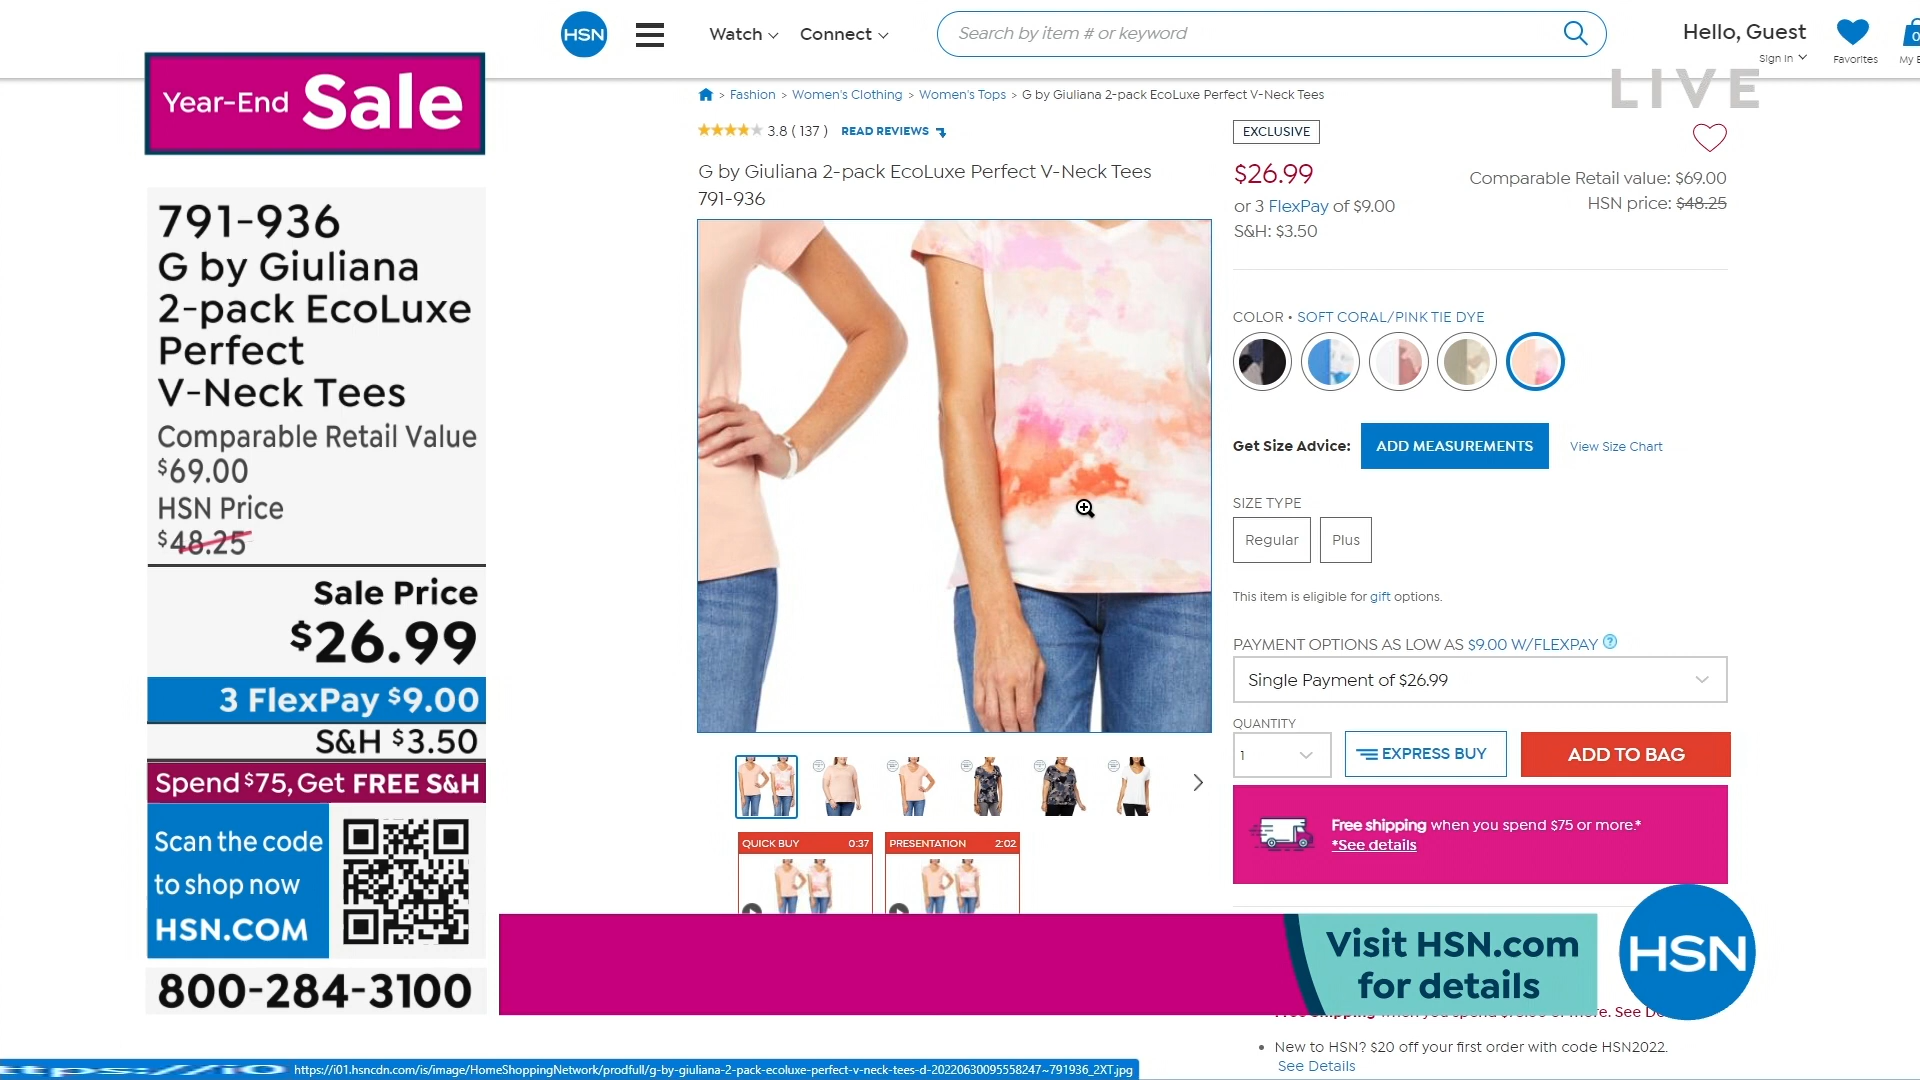 HSN
Watch
Connect
Search by item # or keyword
Hello, Guest
Sign In
Favorites
0
LIVE
Year-End Sale
Fashion > Women's Clothing > Women's Tops > G by Giuliana 2-pack EcoLuxe Perfect V-Neck Tees
3.8 ( 137 ) READ REVIEWS
G by Giuliana 2-pack EcoLuxe Perfect V-Neck Tees
791-936
EXCLUSIVE
$26.99
or 3 FlexPay of $9.00
S&H: $3.50
Comparable Retail value: $69.00
HSN price: $48.25
COLOR • SOFT CORAL/PINK TIE DYE
Get Size Advice:
ADD MEASUREMENTS
View Size Chart
SIZE TYPE
Regular
Plus
This item is eligible for gift options.
PAYMENT OPTIONS AS LOW AS $9.00 W/FLEXPAY ?
Single Payment of $26.99
QUANTITY
1
EXPRESS BUY
ADD TO BAG
Free shipping when you spend $75 or more.*
*See details
QUICK BUY 0:37
PRESENTATION 2:02
791-936
G by Giuliana
2-pack EcoLuxe
Perfect
V-Neck Tees
Comparable Retail Value
$69.00
HSN Price
$48.25
Sale Price
$26.99
3 FlexPay $9.00
S&H $3.50
Spend $75, Get FREE S&H
Scan the code
to shop now
HSN.COM
800-284-3100
Visit HSN.com
for details
HSN
• New to HSN? $20 off your first order with code HSN2022.
See Details
https://i01.hsncdn.com/is/image/HomeShoppingNetwork/prodfull/g-by-giuliana-2-pack-ecoluxe-perfect-v-neck-tees-d-20220630095558247~791936_2XT.jpg